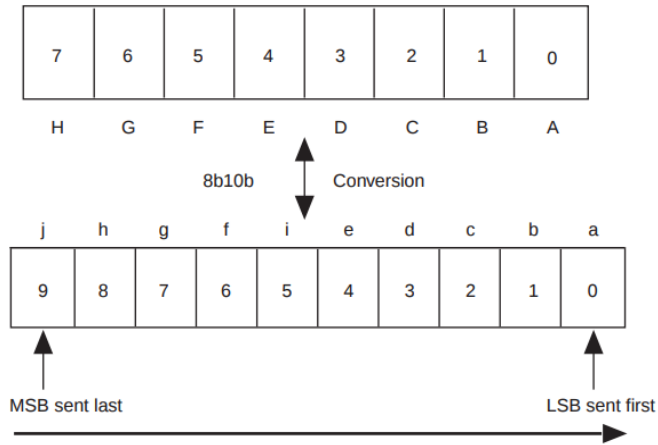 7 6 5 4 3 2 1 0
H G F E D C B A
8b10b Conversion
j h g f i e d c b a
9 8 7 6 5 4 3 2 1 0
MSB sent last LSB sent first